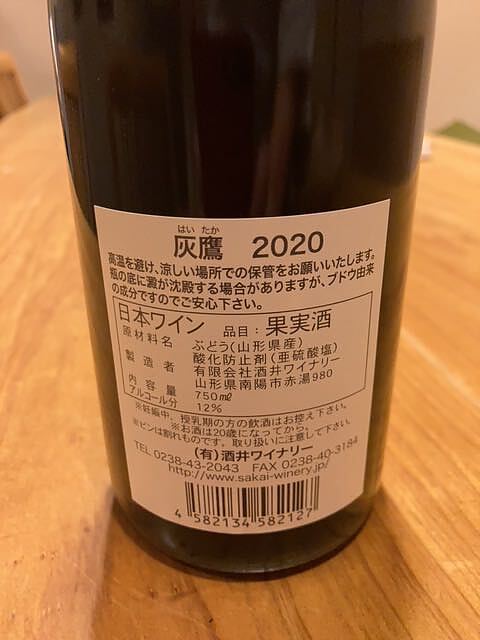 はい たか
灰鷹 2020
高温を避け、涼しい場所での保管をお願いいたします。
瓶の底に澱が沈殿する場合がありますが、ブドウ由来
の成分ですのでご安心下さい。
日本ワイン 品目：果実酒
原材料名 ぶどう(山形県産)
酸化防止剤(亜硫酸塩)
製造者 有限会社酒井ワイナリー
山形県南陽市赤湯980
内容量 750㎖
アルコール分 12%
※妊娠中、授乳期の方の飲酒はお控え下さい。
※お酒は20歳になってから。
※ビンは割れものです。取り扱いに注意して下さい。
(有)酒井ワイナリー
TEL 0238-43-2043 FAX 0238-40-3184
http://www.sakai-winery.jp/
4 582134 582127